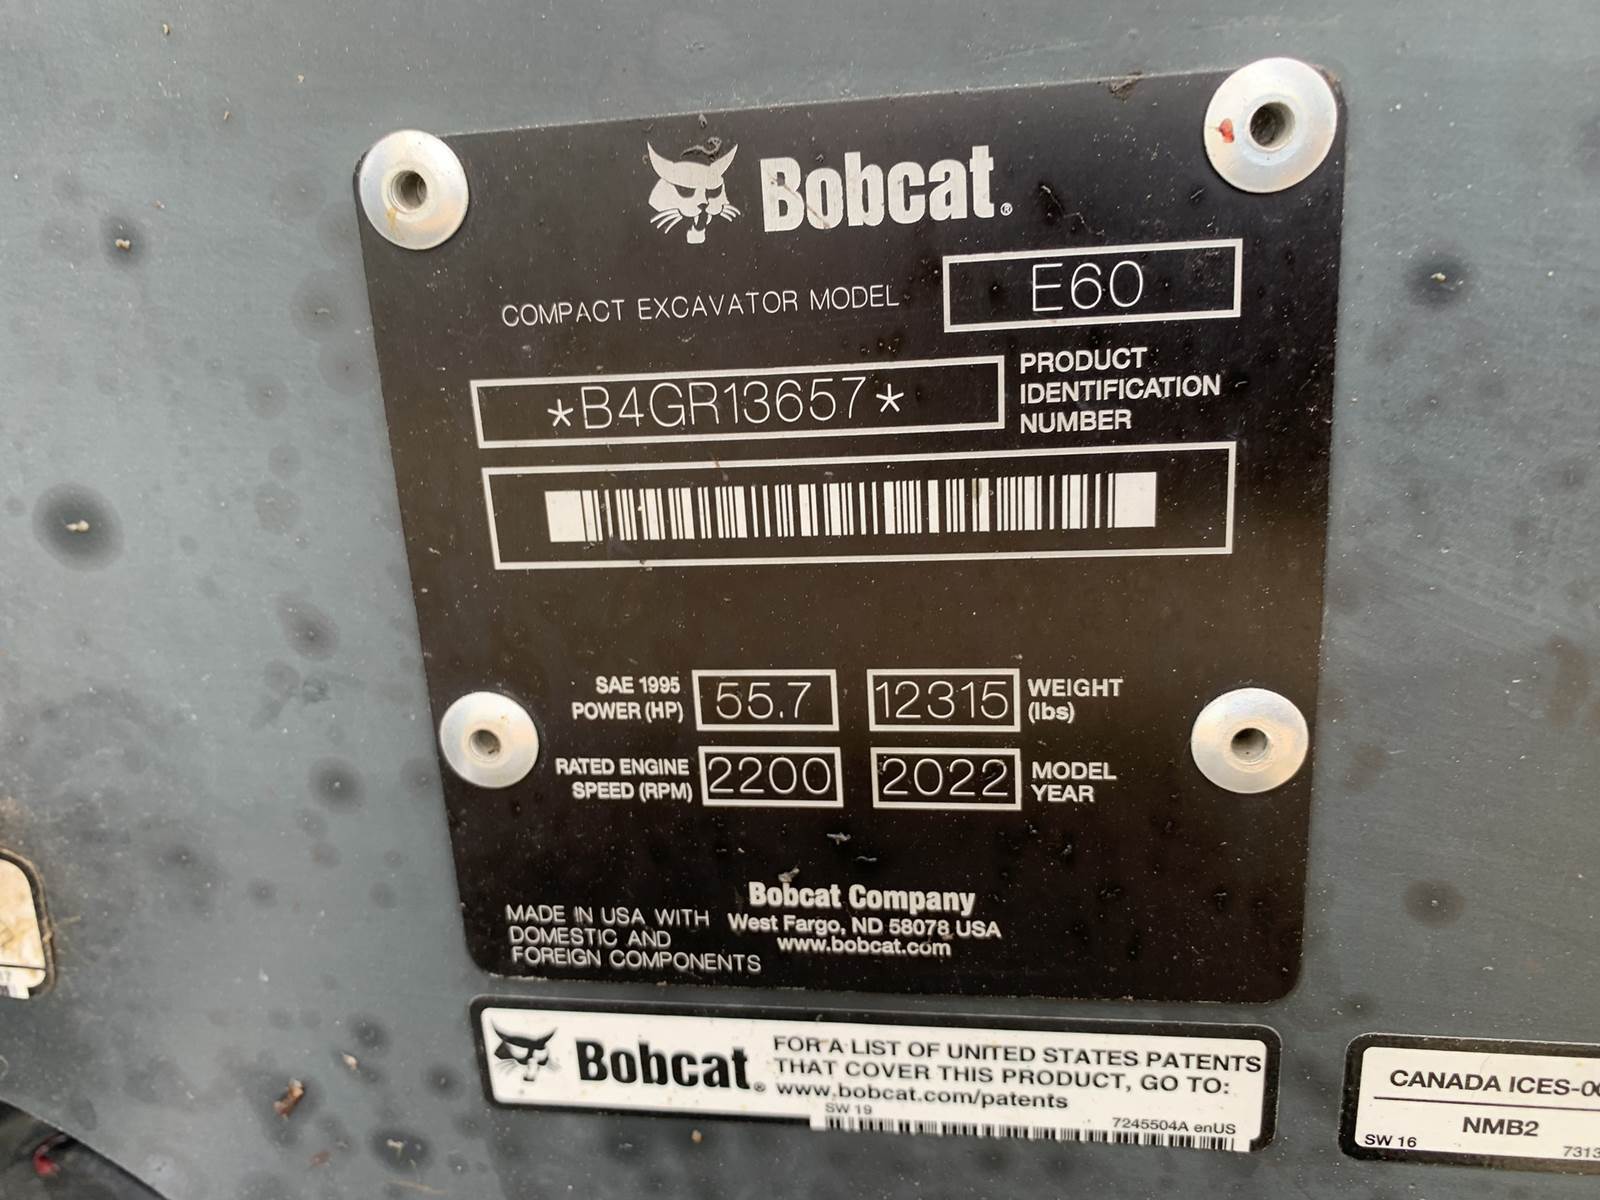 Bobcat®
COMPACT EXCAVATOR MODEL E60
*B4GR13657*
PRODUCT
IDENTIFICATION
NUMBER
SAE 1995
POWER (HP)
55.7
12315
WEIGHT
(lbs)
RATED ENGINE
SPEED (RPM)
2200
2022
MODEL
YEAR
MADE IN USA WITH
DOMESTIC AND
FOREIGN COMPONENTS
Bobcat Company
West Fargo, ND 58078 USA
www.bobcat.com
Bobcat®
FOR A LIST OF UNITED STATES PATENTS
THAT COVER THIS PRODUCT, GO TO:
www.bobcat.com/patents
SW 19
7245504A enUS
CANADA ICES-
NMB2
SW 16
7313